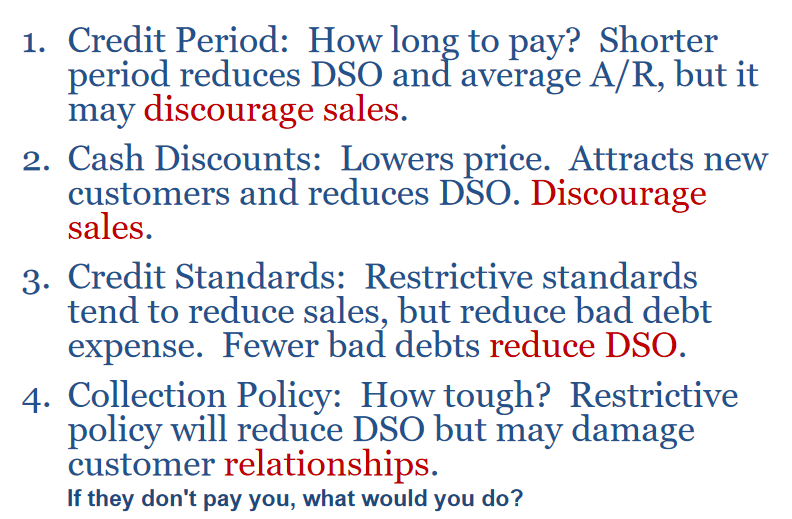 1. Credit Period: How long to pay? Shorter
period reduces DSO and average A/R, but it
may discourage sales.
2. Cash Discounts: Lowers price. Attracts new
customers and reduces DSO. Discourage
sales.
3. Credit Standards: Restrictive standards
tend to reduce sales, but reduce bad debt
expense. Fewer bad debts reduce DSO.
4. Collection Policy: How tough? Restrictive
policy will reduce DSO but may damage
customer relationships.
If they don't pay you, what would you do?